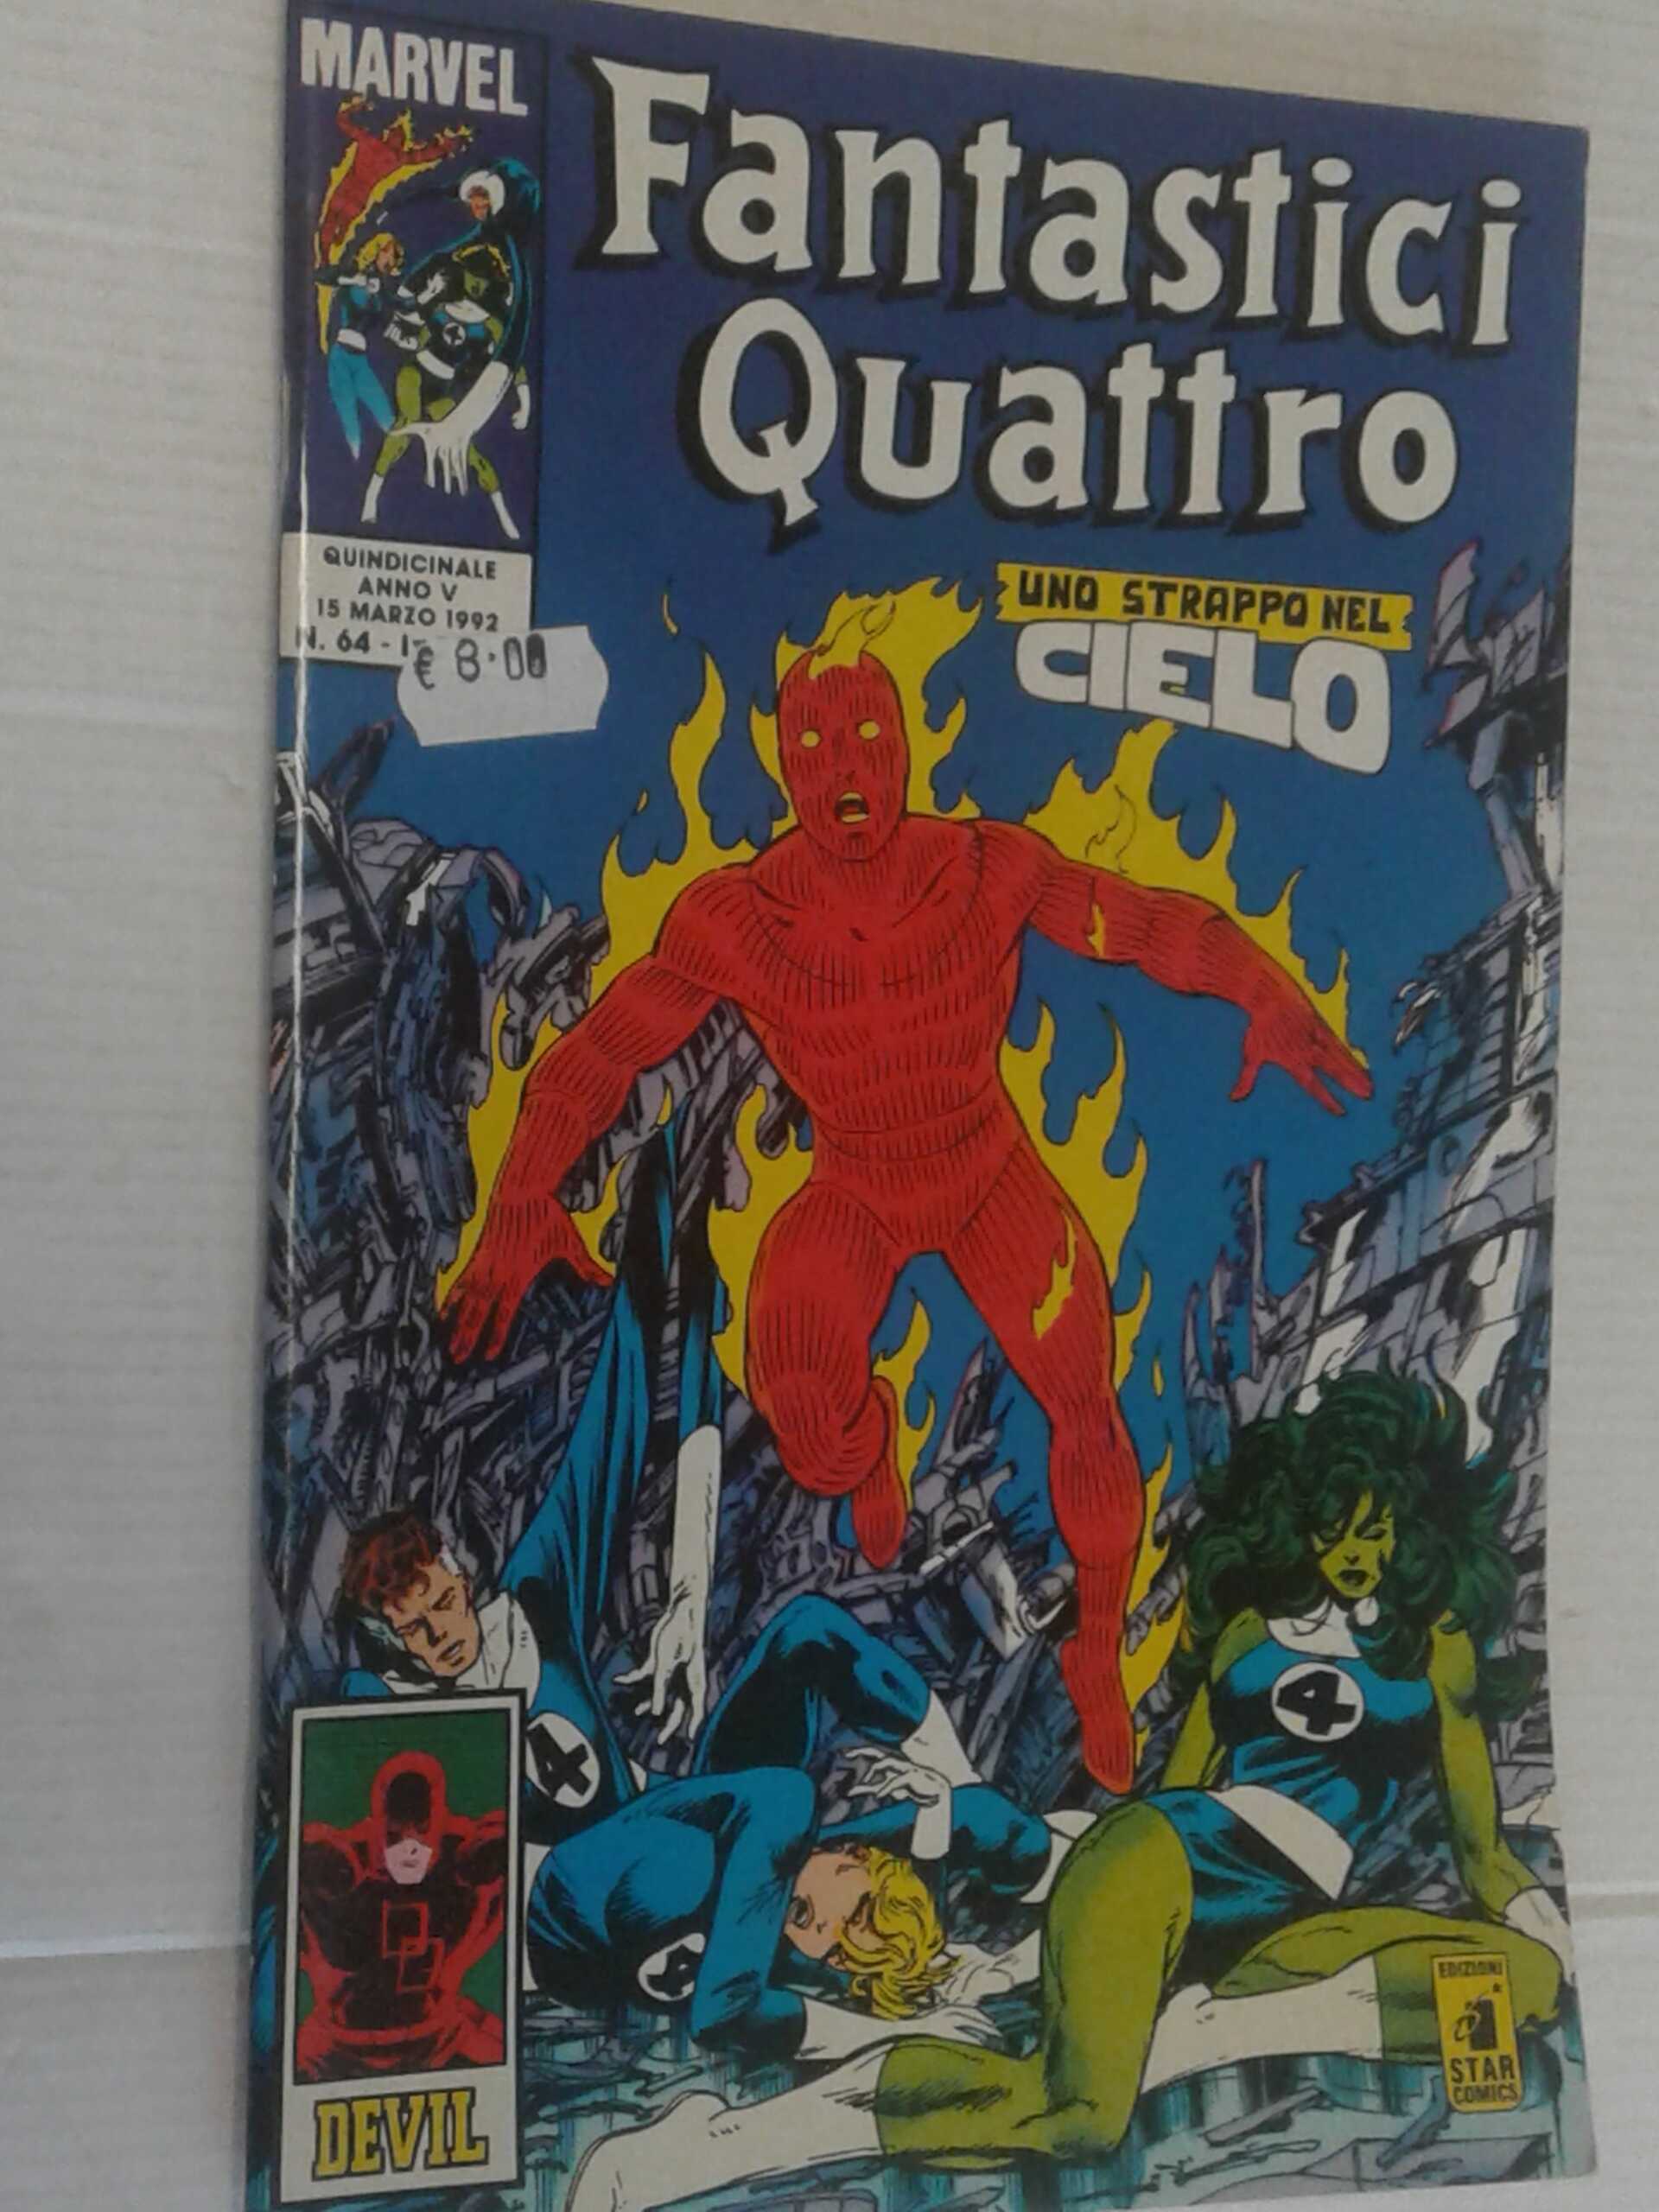 MARVEL
Fantastici
Quattro
QUINDICINALE
ANNO V
15 MARZO 1992
N. 64 -
€ 8.00
UNO STRAPPO NEL
CIELO
4
4
4
DD
DEVIL
EDIZIONI
STAR
COMICS